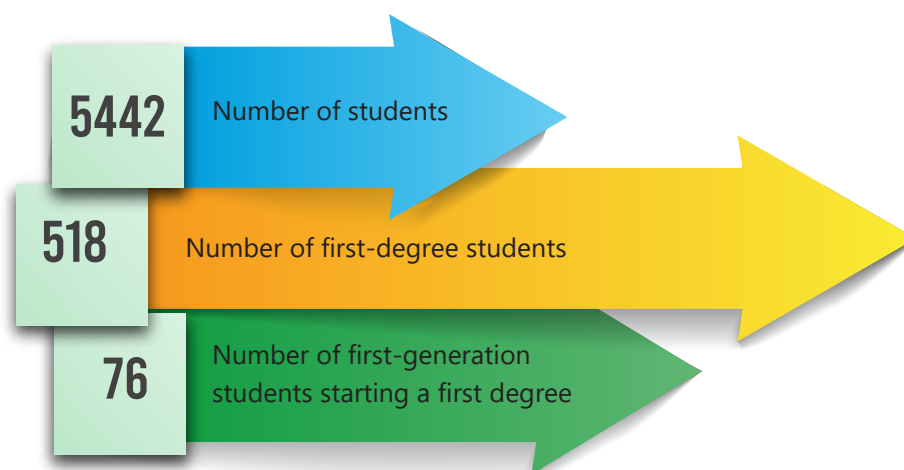 5442
Number of students
518
Number of first-degree students
76
Number of first-generation
students starting a first degree